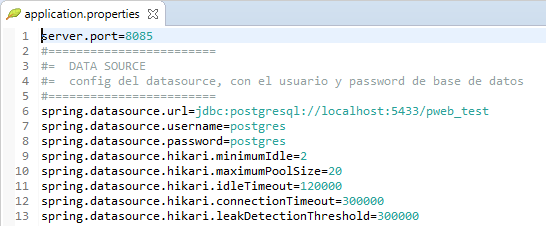 application.properties
1 server.port=8085
2 #========================
3 #=  DATA SOURCE
4 #=  config del datasource, con el usuario y password de base de datos
5 #========================
6 spring.datasource.url=jdbc:postgresql://localhost:5433/pweb_test
7 spring.datasource.username=postgres
8 spring.datasource.password=postgres
9 spring.datasource.hikari.minimumIdle=2
10 spring.datasource.hikari.maximumPoolSize=20
11 spring.datasource.hikari.idleTimeout=120000
12 spring.datasource.hikari.connectionTimeout=300000
13 spring.datasource.hikari.leakDetectionThreshold=300000